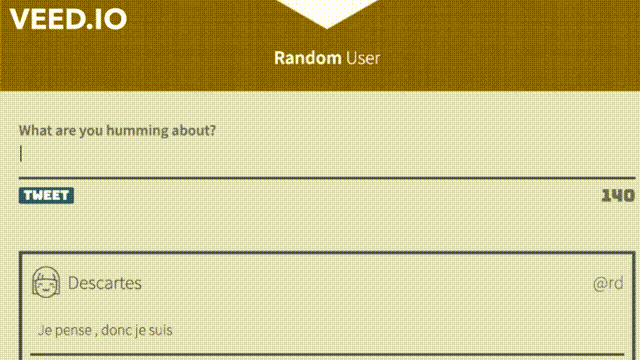 VEED.IO
Random User
What are you humming about?
TWEET 140
Descartes @rd
Je pense , donc je suis